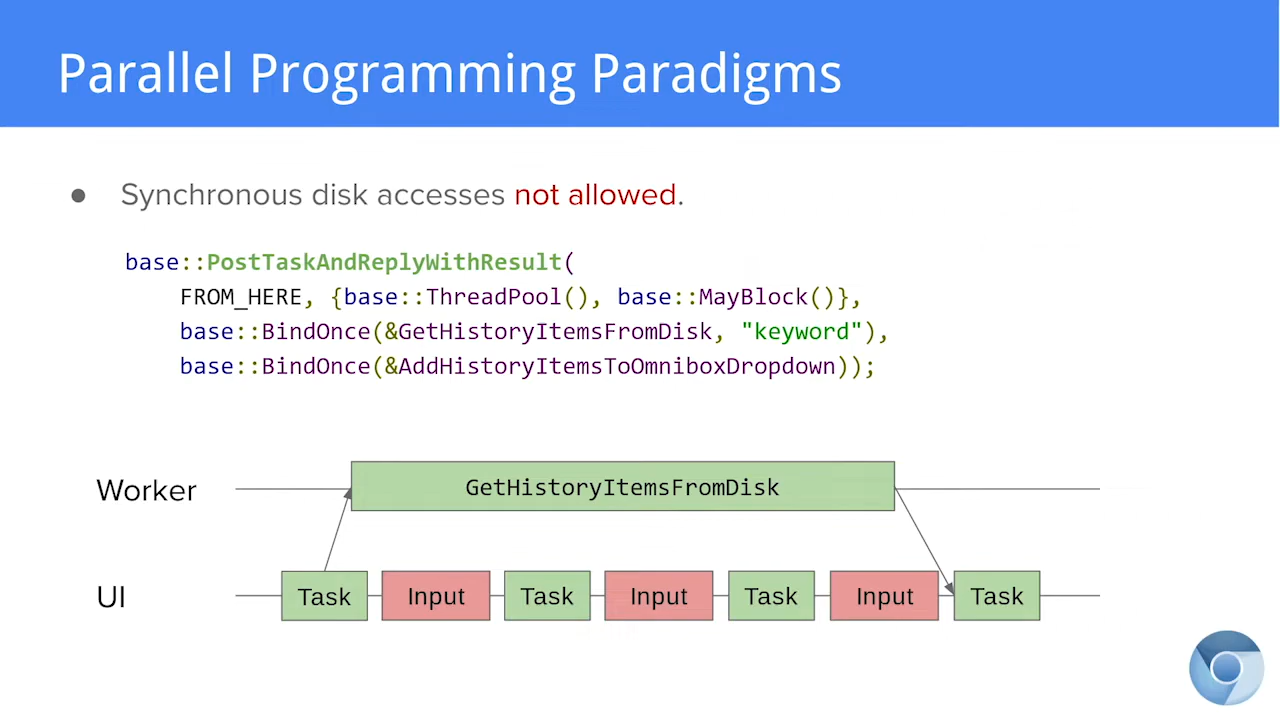 Parallel Programming Paradigms
● Synchronous disk accesses not allowed.
base::PostTaskAndReplyWithResult(
FROM_HERE, {base::ThreadPool(), base::MayBlock()},
base::BindOnce(&GetHistoryItemsFromDisk, "keyword"),
base::BindOnce(&AddHistoryItemsToOmniboxDropdown));
Worker GetHistoryItemsFromDisk
UI Task Input Task Input Task Input Task